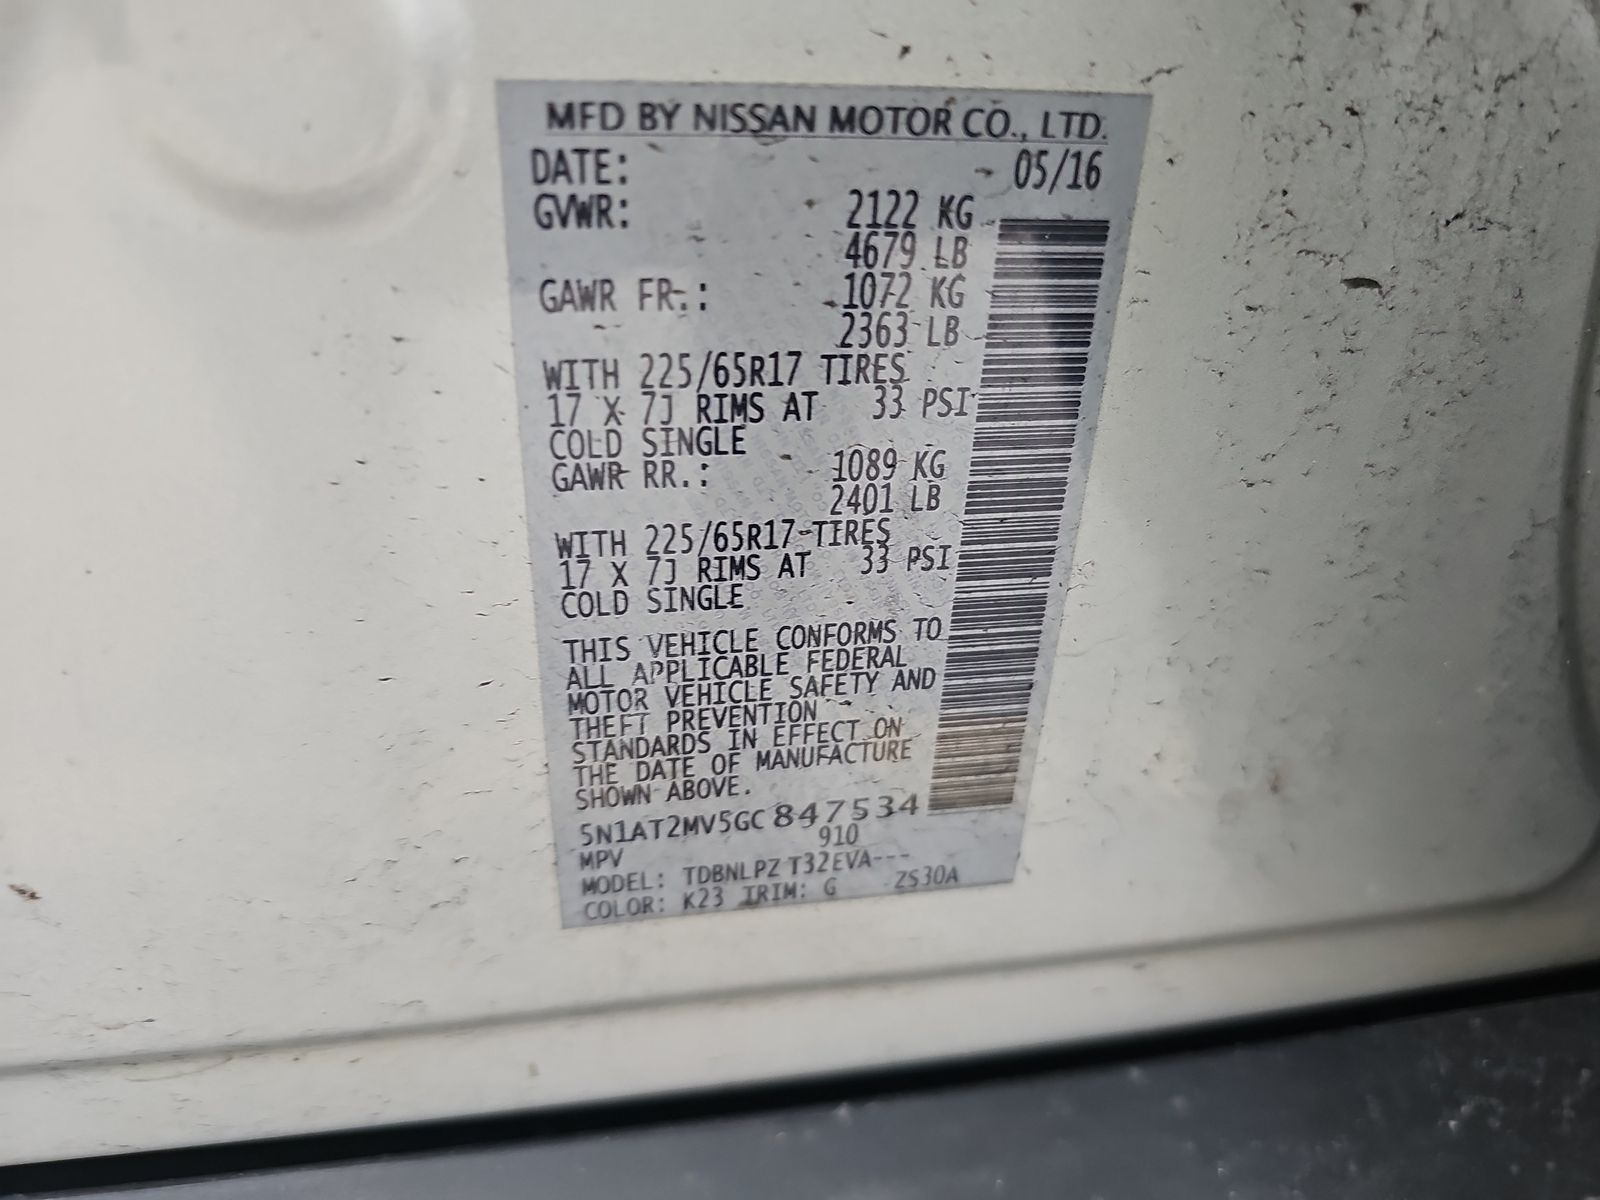 MFD BY NISSAN MOTOR CO., LTD.
DATE: 05/16
GVWR: 2122 KG
4679 LB
GAWR FR.: 1072 KG
2363 LB
WITH 225/65R17 TIRES
17 X 7J RIMS AT 33 PSI
COLD SINGLE
GAWR RR.: 1089 KG
2401 LB
WITH 225/65R17 TIRES
17 X 7J RIMS AT 33 PSI
COLD SINGLE
THIS VEHICLE CONFORMS TO
ALL APPLICABLE FEDERAL
MOTOR VEHICLE SAFETY AND
THEFT PREVENTION
STANDARDS IN EFFECT ON
THE DATE OF MANUFACTURE
SHOWN ABOVE.
5N1AT2MV5GC847534
MPV 910
MODEL: TDBNLPZ T32EVA---
COLOR: K23 TRIM: G ZS30A